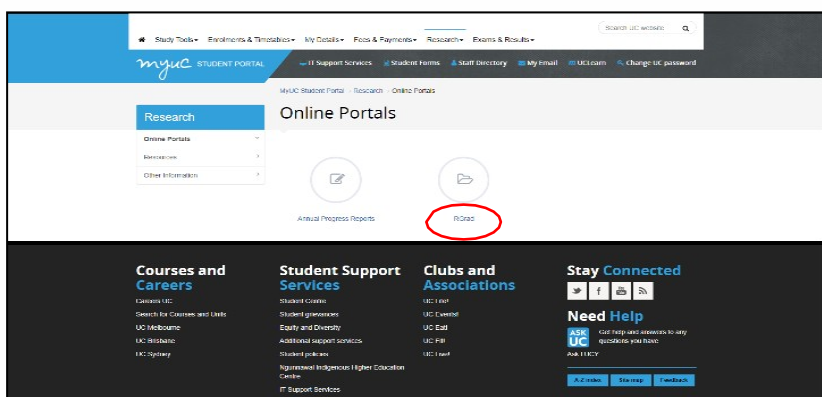 Search UC website
Study Tools Enrolments & Timetables My Details Fees & Payments Research Exams & Results
myuc STUDENT PORTAL
IT Support Services Student Forms Staff Directory My Email UCLearn Change UC password
MyUC Student Portal Research Online Portals
Research
Online Portals
Online Portals
Resources
Other Information
Annual Progress Reports
RGrad
Courses and Careers
Careers UC
Search for Courses and Units
UC Melbourne
UC Brisbane
UC Sydney
Student Support Services
Student Centre
Student grievances
Equity and Diversity
Additional support services
Student policies
Ngunnawal Indigenous Higher Education
Centre
IT Support Services
Clubs and Associations
UC Life!
UC Events!
UC Eat!
UC Fit!
UC Live!
Stay Connected
Need Help
ASK UC
Get help and answers to any
questions you have
Ask LUCY
A-Z index Site map Feedback